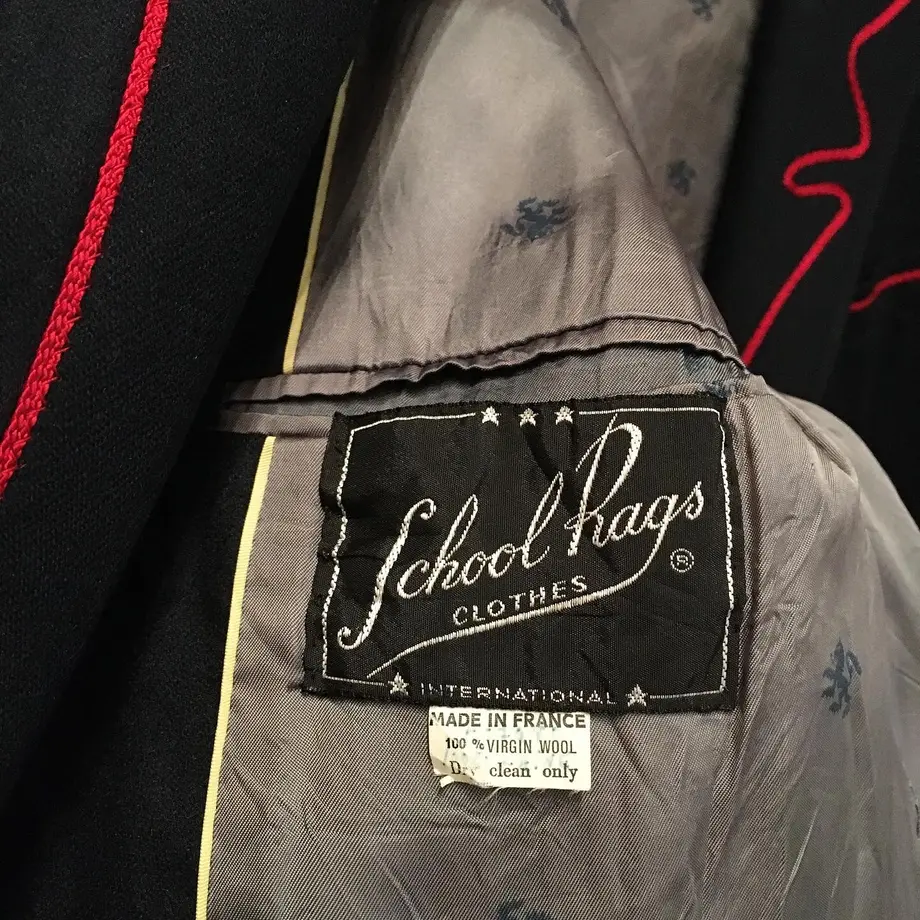 School Rags
®
CLOTHES
INTERNATIONAL
MADE IN FRANCE
100 % VIRGIN WOOL
Dry clean only